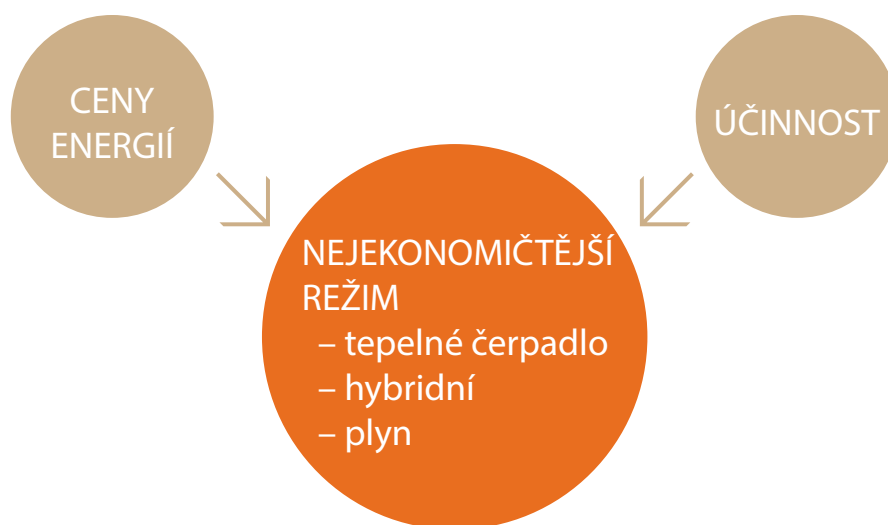 CENY
ENERGIÍ
ÚČINNOST
NEJEKONOMIČTĚJŠÍ
REŽIM
– tepelné čerpadlo
– hybridní
– plyn